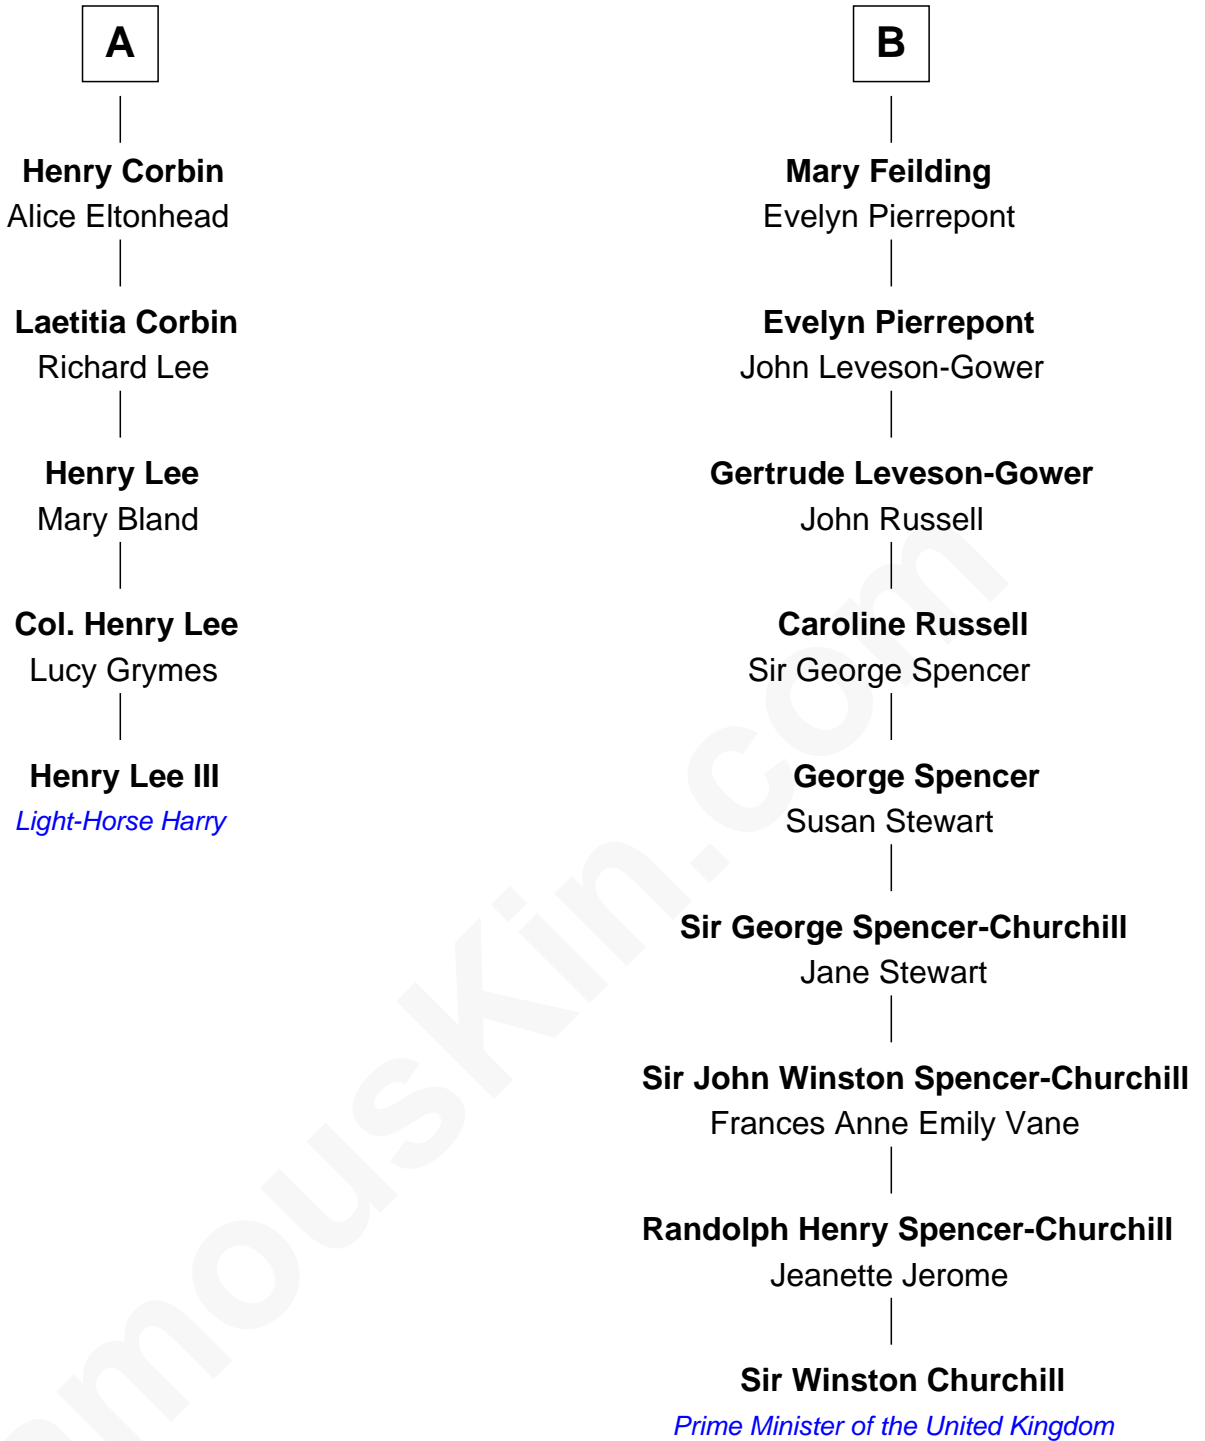 A
Henry Corbin
Alice Eltonhead
Laetitia Corbin
Richard Lee
Henry Lee
Mary Bland
Col. Henry Lee
Lucy Grymes
Henry Lee III
Light-Horse Harry
B
Mary Feilding
Evelyn Pierrepont
Evelyn Pierrepont
John Leveson-Gower
Gertrude Leveson-Gower
John Russell
Caroline Russell
Sir George Spencer
George Spencer
Susan Stewart
Sir George Spencer-Churchill
Jane Stewart
Sir John Winston Spencer-Churchill
Frances Anne Emily Vane
Randolph Henry Spencer-Churchill
Jeanette Jerome
Sir Winston Churchill
Prime Minister of the United Kingdom
amousKin.com